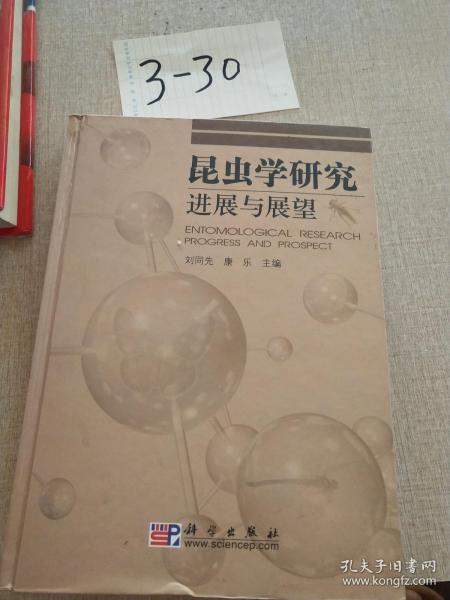 3-30
昆虫学研究
进展与展望
ENTOMOLOGICAL RESEARCH
PROGRESS AND PROSPECT
刘同先 康 乐 主编
科学出版社
www.sciencep.com
孔夫子旧书网
www.kongfz.com